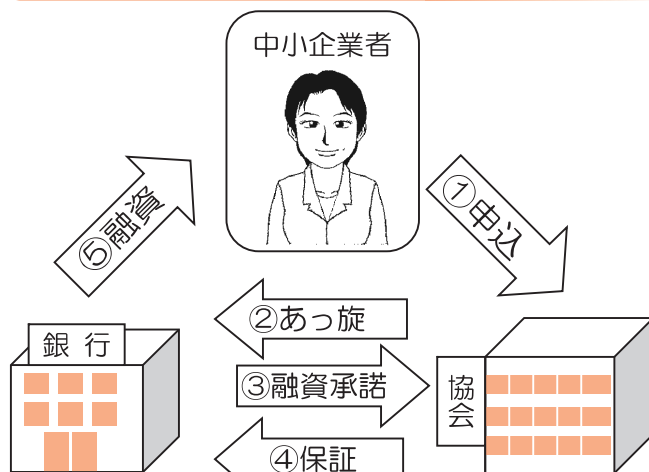 中小企業者
①申込
②あっ旋
③融資承諾
④保証
⑤融資
銀行
協会